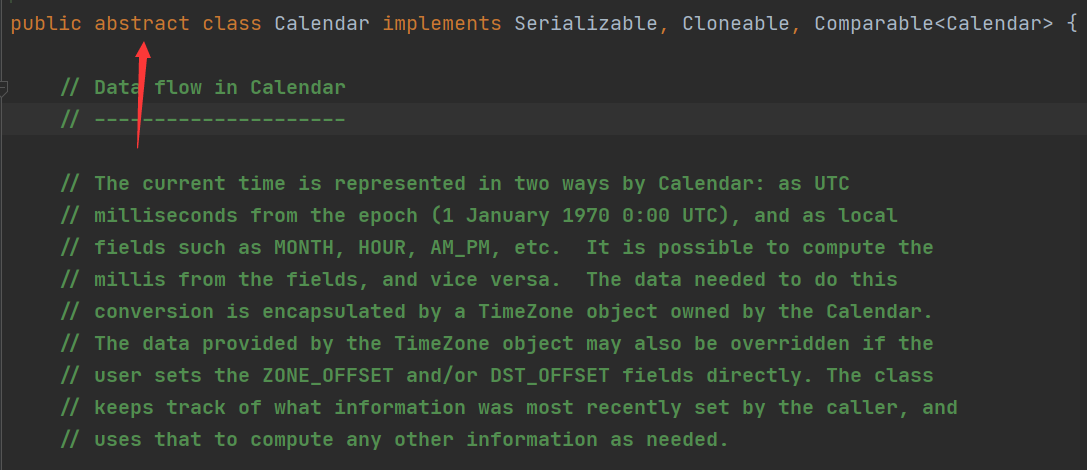 public abstract class Calendar implements Serializable, Cloneable, Comparable<Calendar> {
// Data flow in Calendar
// ---------------------
// The current time is represented in two ways by Calendar: as UTC
// milliseconds from the epoch (1 January 1970 0:00 UTC), and as local
// fields such as MONTH, HOUR, AM_PM, etc.  It is possible to compute the
// millis from the fields, and vice versa.  The data needed to do this
// conversion is encapsulated by a TimeZone object owned by the Calendar.
// The data provided by the TimeZone object may also be overridden if the
// user sets the ZONE_OFFSET and/or DST_OFFSET fields directly. The class
// keeps track of what information was most recently set by the caller, and
// uses that to compute any other information as needed.